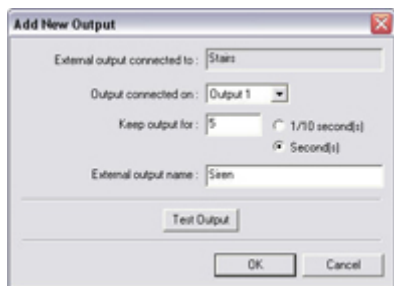 Add New Output
External output connected to : Stairs
Output connected on : Output 1
Keep output for : 5
1/10 second(s)
Second(s)
External output name : Siren
Test Output
OK Cancel